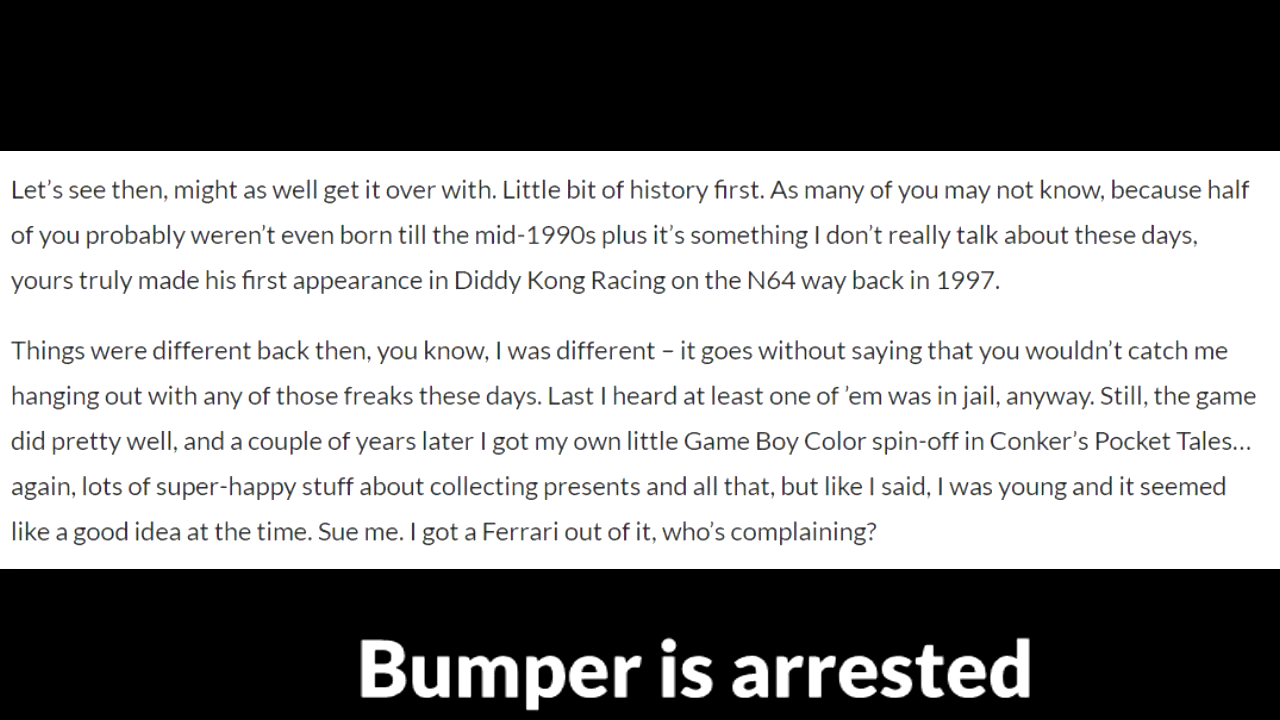 Let’s see then, might as well get it over with. Little bit of history first. As many of you may not know, because half
of you probably weren’t even born till the mid-1990s plus it’s something I don’t really talk about these days,
yours truly made his first appearance in Diddy Kong Racing on the N64 way back in 1997.
Things were different back then, you know, I was different – it goes without saying that you wouldn’t catch me
hanging out with any of those freaks these days. Last I heard at least one of ’em was in jail, anyway. Still, the game
did pretty well, and a couple of years later I got my own little Game Boy Color spin-off in Conker’s Pocket Tales…
again, lots of super-happy stuff about collecting presents and all that, but like I said, I was young and it seemed
like a good idea at the time. Sue me. I got a Ferrari out of it, who’s complaining?
Bumper is arrested